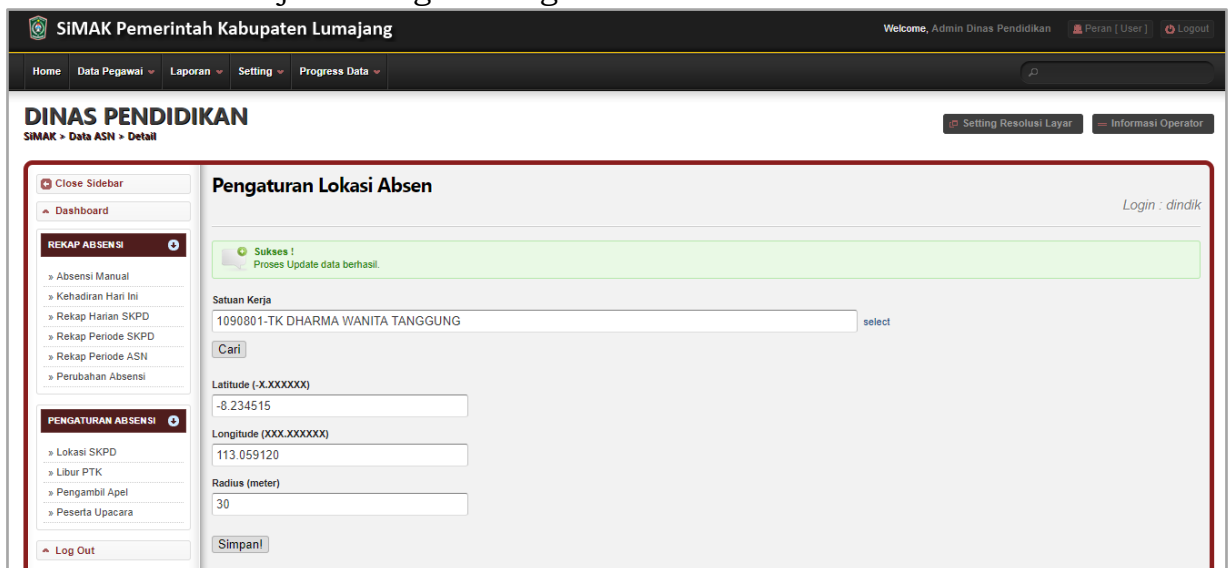 SiMAK Pemerintah Kabupaten Lumajang
Welcome, Admin Dinas Pendidikan
Peran [ User ]
Logout
Home Data Pegawai Laporan Setting Progress Data
DINAS PENDIDIKAN
SiMAK > Data ASN > Detail
Setting Resolusi Layar
Informasi Operator
Close Sidebar
Dashboard
REKAP ABSENSI
» Absensi Manual
» Kehadiran Hari Ini
» Rekap Harian SKPD
» Rekap Periode SKPD
» Rekap Periode ASN
» Perubahan Absensi
PENGATURAN ABSENSI
» Lokasi SKPD
» Libur PTK
» Pengambil Apel
» Peserta Upacara
Log Out
Pengaturan Lokasi Absen
Login : dindik
Sukses !
Proses Update data berhasil.
Satuan Kerja
1090801-TK DHARMA WANITA TANGGUNG
select
Cari
Latitude (-X.XXXXXX)
-8.234515
Longitude (XXX.XXXXXX)
113.059120
Radius (meter)
30
Simpan!